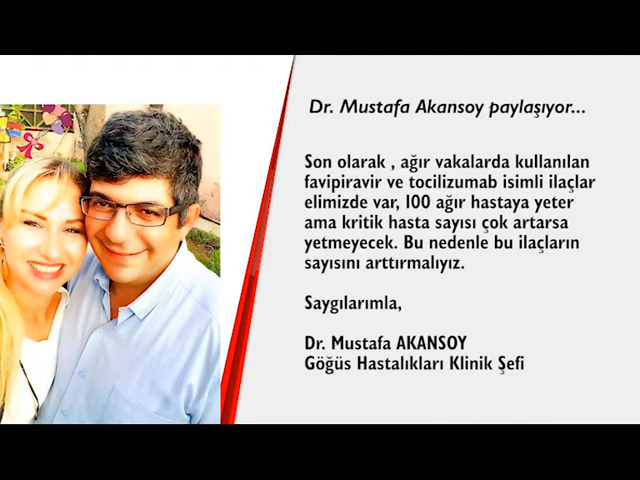 Dr. Mustafa Akansoy paylaşıyor...
Son olarak , ağır vakalarda kullanılan
favipiravir ve tocilizumab isimli ilaçlar
elimizde var, 100 ağır hastaya yeter
ama kritik hasta sayısı çok artarsa
yetmeyecek. Bu nedenle bu ilaçların
sayısını arttırmalıyız.
Saygılarımla,
Dr. Mustafa AKANSOY
Göğüs Hastalıkları Klinik Şefi